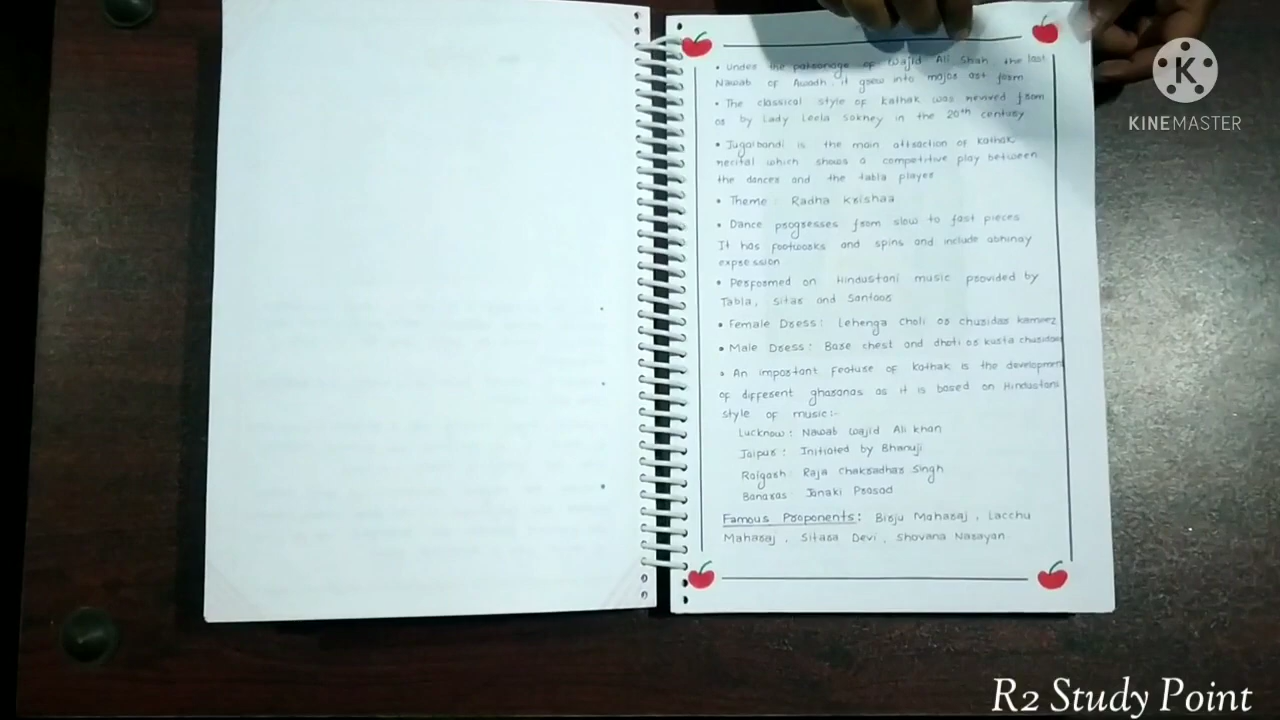 • Under the patronage of Wajid Ali Shah the last
Nawab of Awadh, it grew into major art form
• The classical style of kathak was revived from
as by Lady Leela Sokhey in the 20th century
• Jugalbandi is the main attraction of kathak
recital which shows a competitive play between
the dancer and the tabla player
• Theme : Radha Krishaa
• Dance progresses from slow to fast pieces
It has footworks and spins and include abhinay
expression
• Performed on Hindustani music provided by
Tabla, Sitar and Santoor
• Female Dress : Lehenga Choli or churidar kameez
• Male Dress : Bare chest and dhoti or kurta churidar
• An important feature of kathak is the development
of different gharanas as it is based on Hindustani
style of music:-
Lucknow : Nawab Wajid Ali Khan
Jaipur : Initiated by Bhanuji
Raigarh : Raja Chakradhar Singh
Banaras Janaki Prasad
Famous Proponents : Birju Maharaj, Lacchu
Maharaj, Sitara Devi, Shovana Narayan
K
KINEMASTER
R2 Study Point